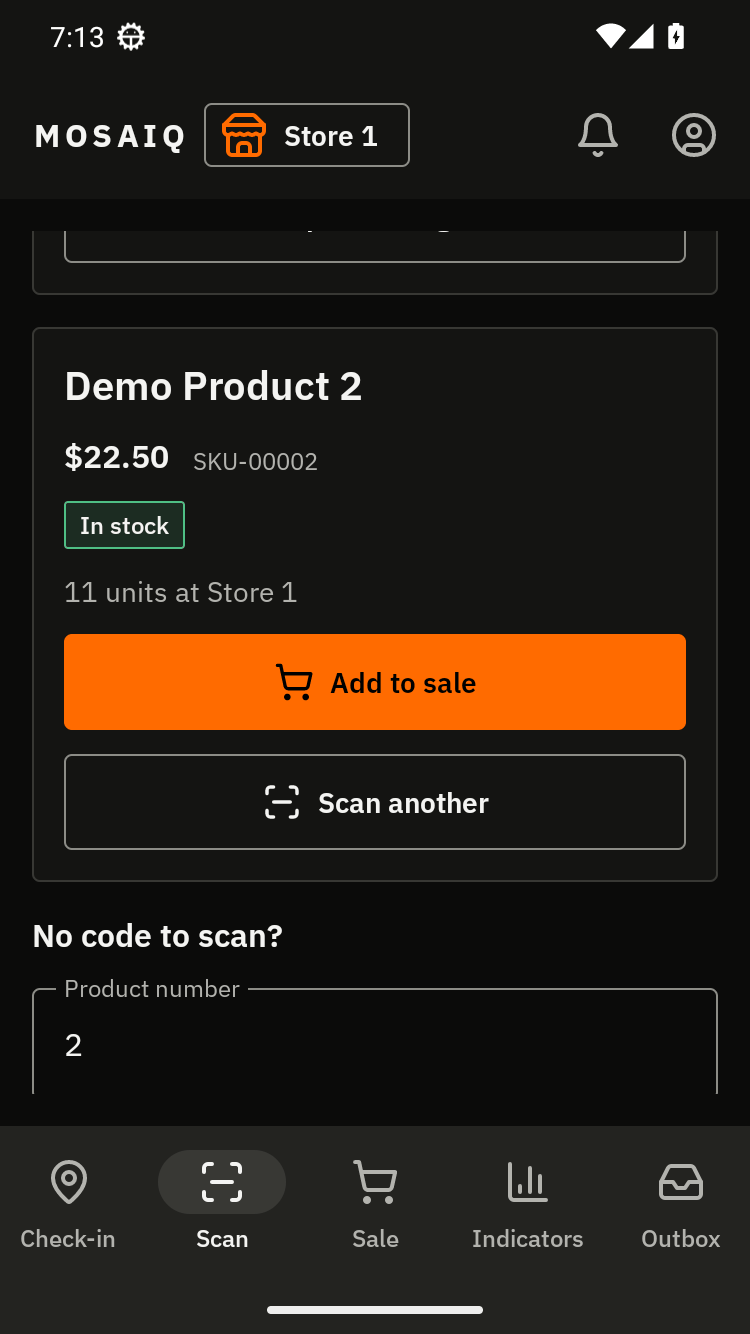 7:13
MOSAIQ
Store 1
Demo Product 2
$22.50 SKU-00002
In stock
11 units at Store 1
Add to sale
Scan another
No code to scan?
Product number
2
Check-in
Scan
Sale
Indicators
Outbox